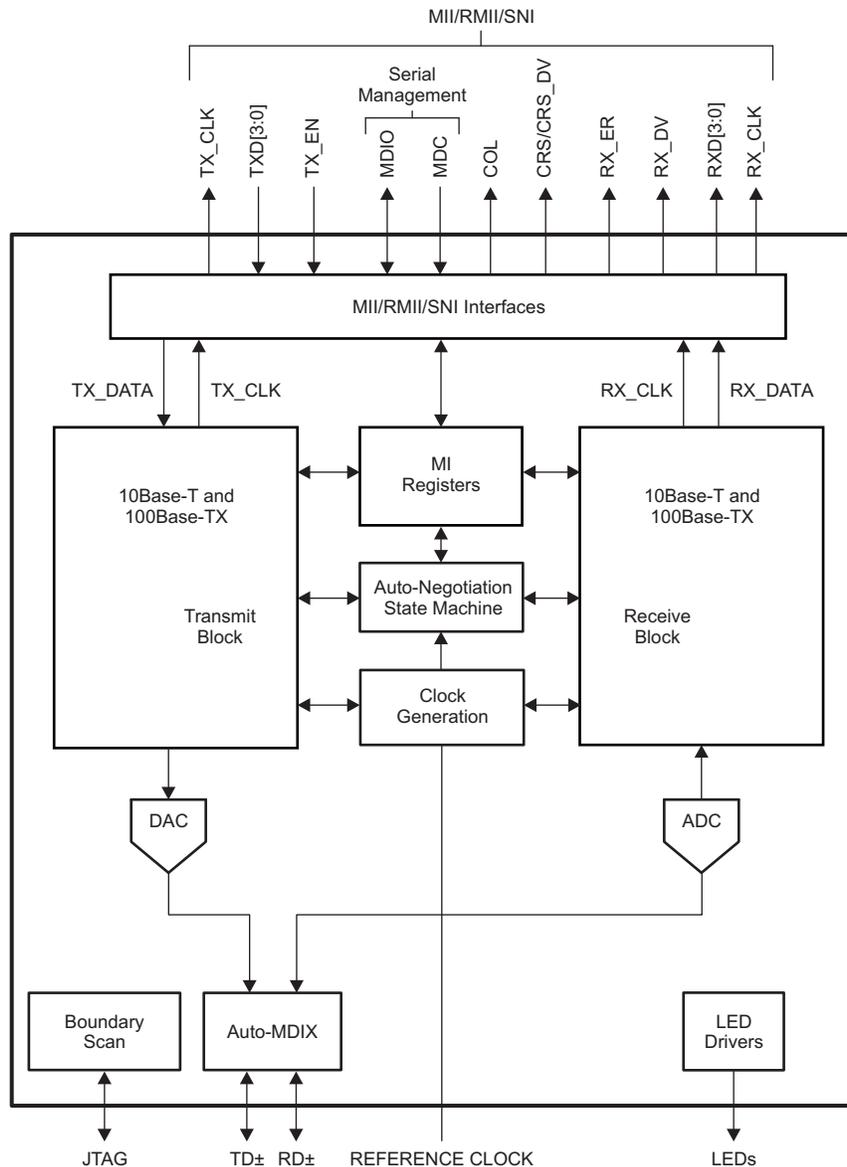 MII/RMII/SNI
Serial
Management
TX_CLK
TXD[3:0]
TX_EN
MDIO
MDC
COL
CRS/CRS_DV
RX_ER
RX_DV
RXD[3:0]
RX_CLK
MII/RMII/SNI Interfaces
TX_DATA
TX_CLK
RX_CLK
RX_DATA
10Base-T and
100Base-TX
Transmit
Block
MI
Registers
Auto-Negotiation
State Machine
Clock
Generation
10Base-T and
100Base-TX
Receive
Block
DAC
ADC
Boundary
Scan
Auto-MDIX
LED
Drivers
JTAG
TD±
RD±
REFERENCE CLOCK
LEDs